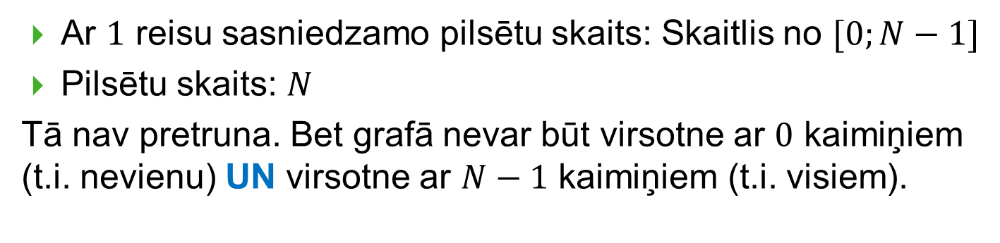 Ar 1 reisu sasniedzamo pilsētu skaits: Skaitlis no [0; N − 1]
Pilsētu skaits: N
Tā nav pretruna. Bet grafā nevar būt virsotne ar 0 kaimiņiem
(t.i. nevienu) UN virsotne ar N − 1 kaimiņiem (t.i. visiem).